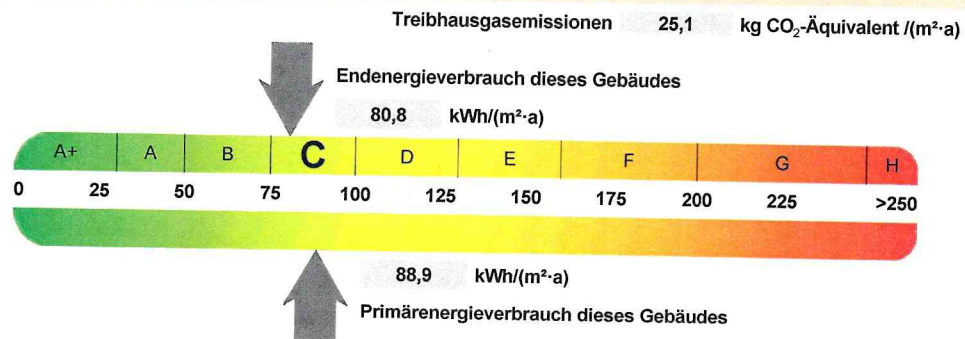 Treibhausgasemissionen 25,1 kg CO₂-Äquivalent /(m²·a)
Endenergieverbrauch dieses Gebäudes
80,8 kWh/(m²·a)
A+ A B C D E F G H
0 25 50 75 100 125 150 175 200 225 >250
88,9 kWh/(m²·a)
Primärenergieverbrauch dieses Gebäudes